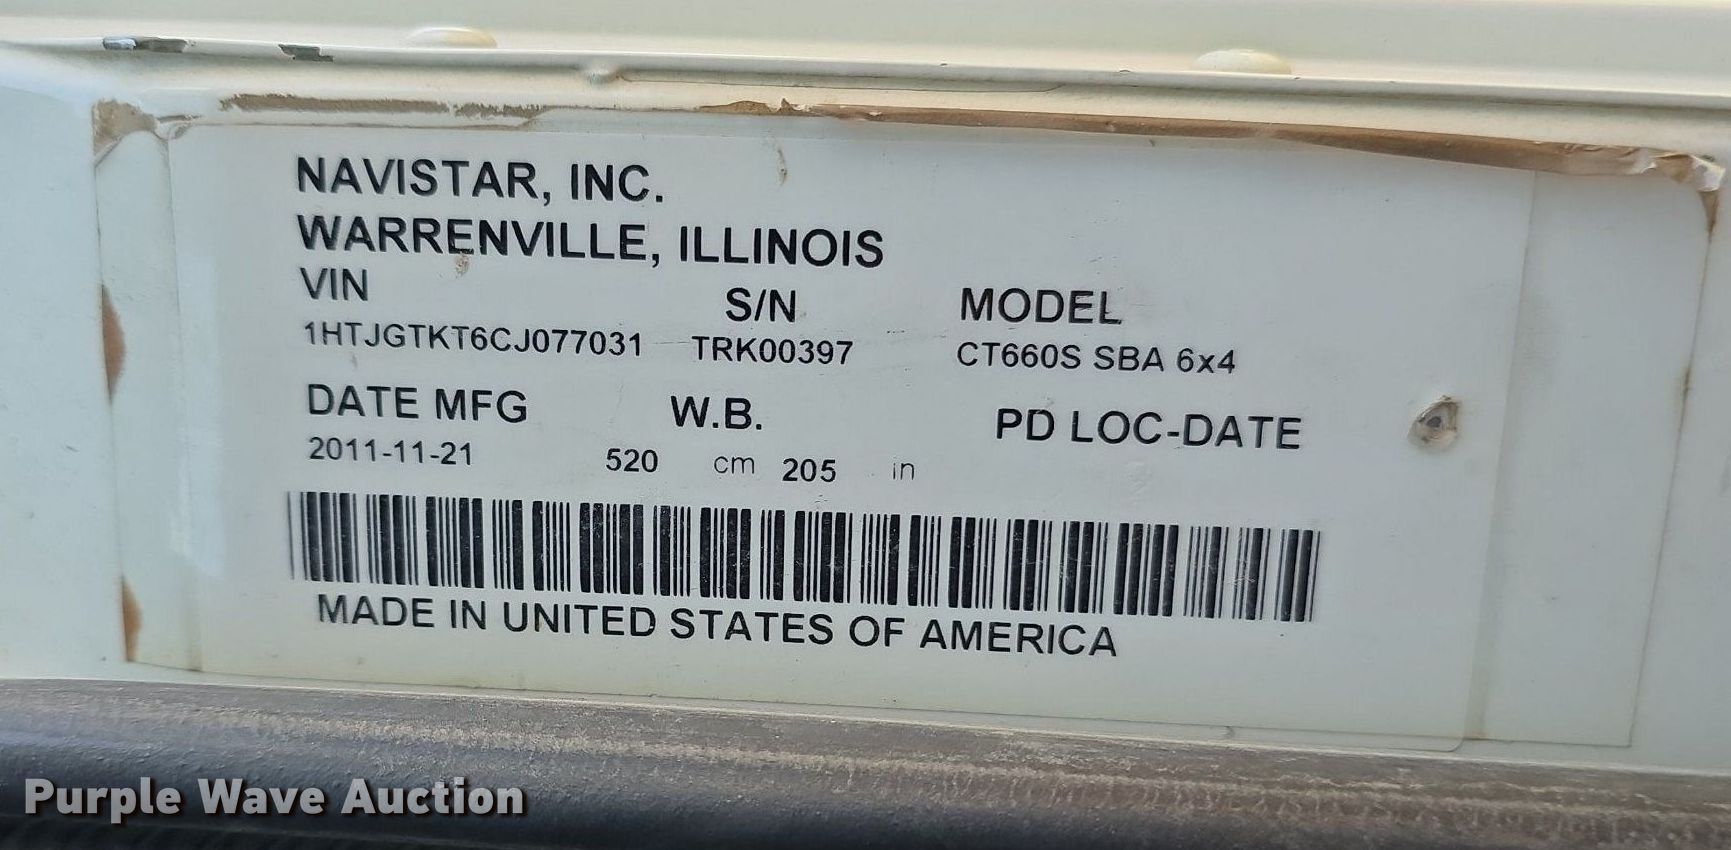 NAVISTAR, INC.
WARRENVILLE, ILLINOIS
VIN S/N MODEL
1HTJGTKT6CJ077031 TRK00397 CT660S SBA 6x4
DATE MFG W.B. PD LOC-DATE
2011-11-21 520 cm 205 in
MADE IN UNITED STATES OF AMERICA
Purple Wave Auction